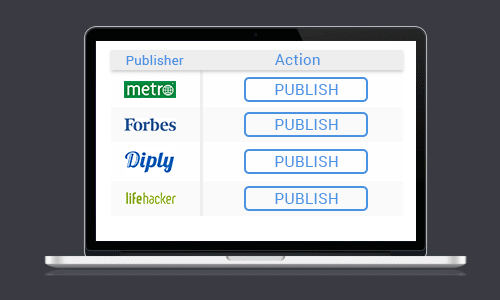 Publisher Action
metro PUBLISH
Forbes PUBLISH
Diply PUBLISH
lifehacker PUBLISH